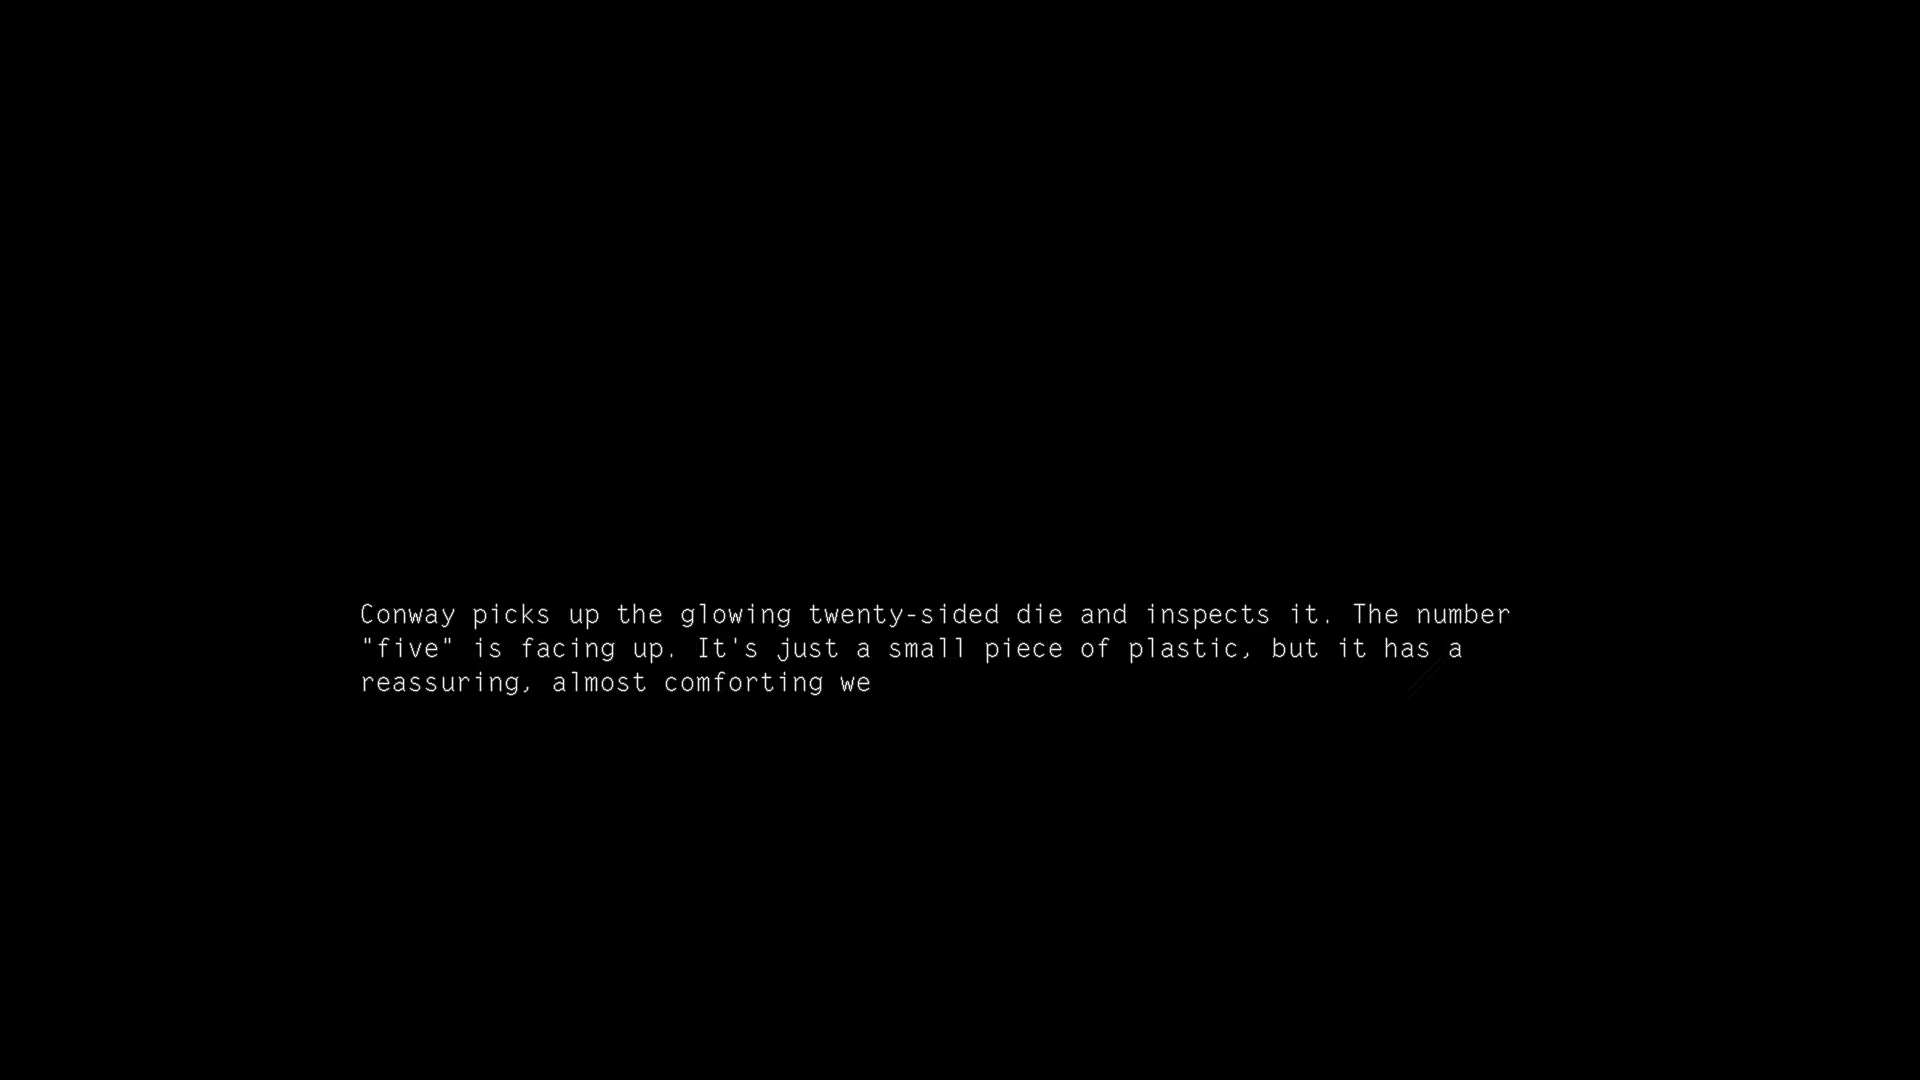 Conway picks up the glowing twenty-sided die and inspects it. The number
"five" is facing up. It's just a small piece of plastic, but it has a
reassuring, almost comforting we